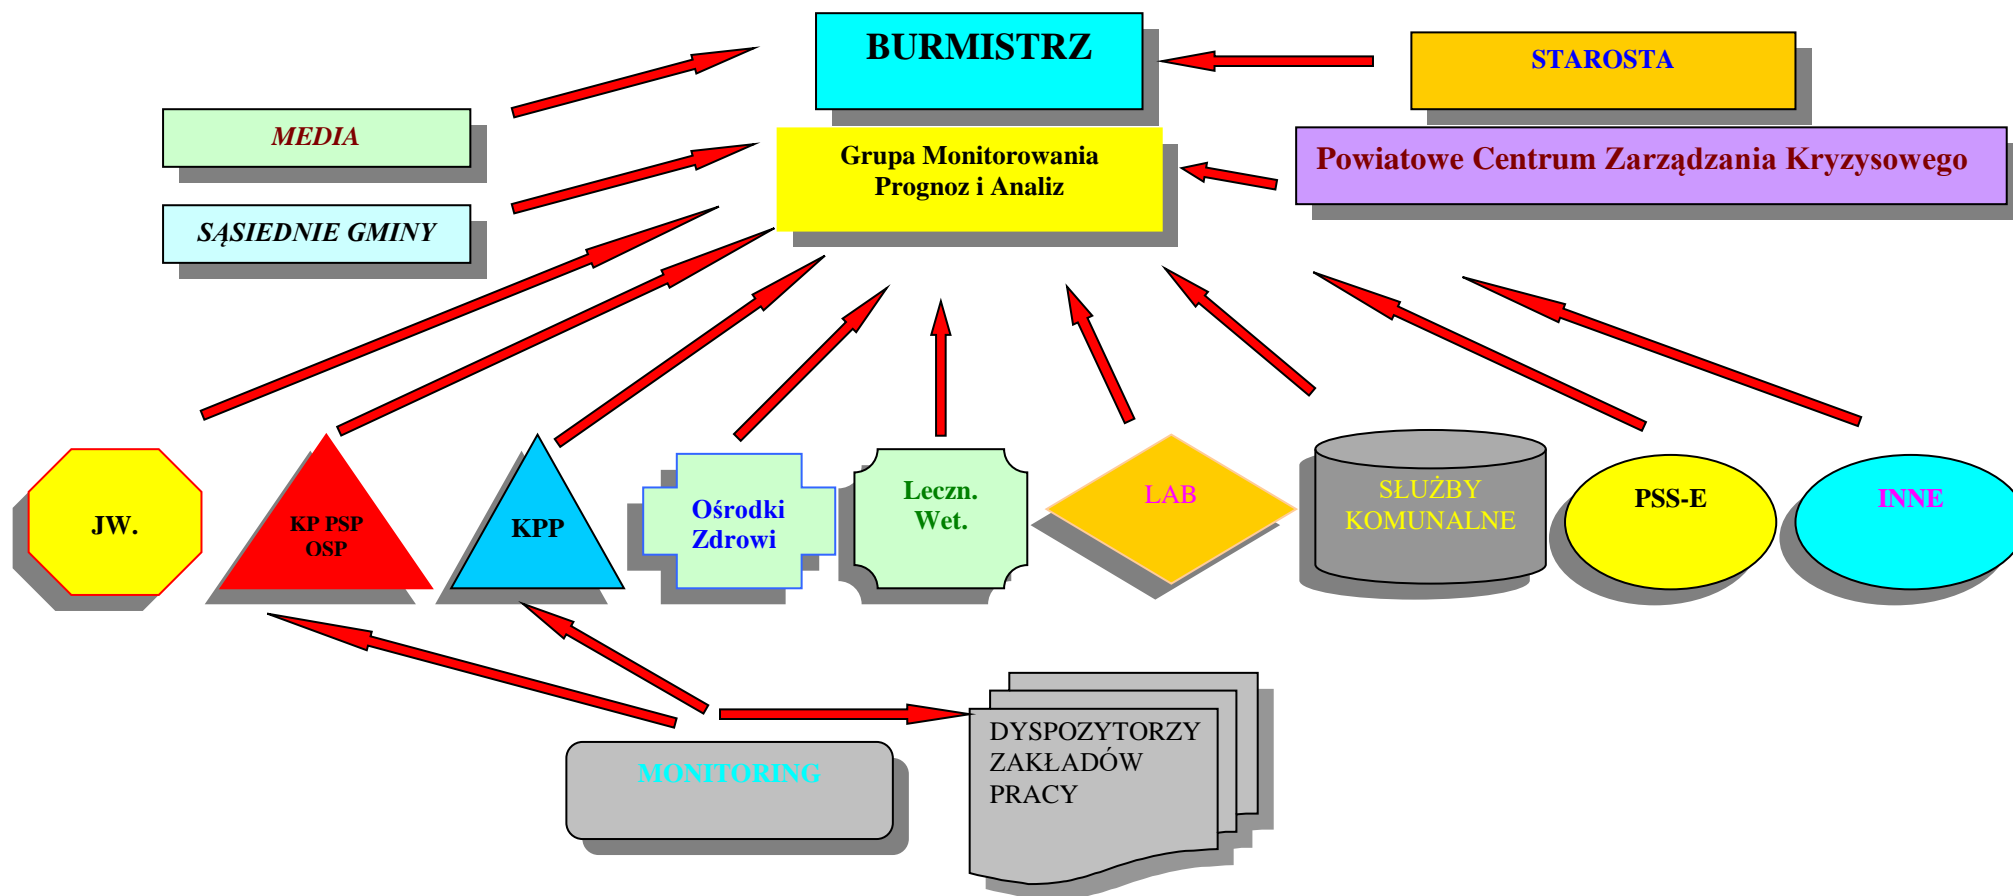 BURMISTRZ
STAROSTA
MEDIA
Grupa Monitorowania
Prognoz i Analiz
Powiatowe Centrum Zarządzania Kryzysowego
SĄSIEDNIE GMINY
JW.
KP PSP
OSP
KPP
Ośrodki
Zdrowi
Leczn.
Wet.
LAB
SŁUŻBY
KOMUNALNE
PSS-E
INNE
MONITORING
DYSPOZYTORZY
ZAKŁADÓW
PRACY